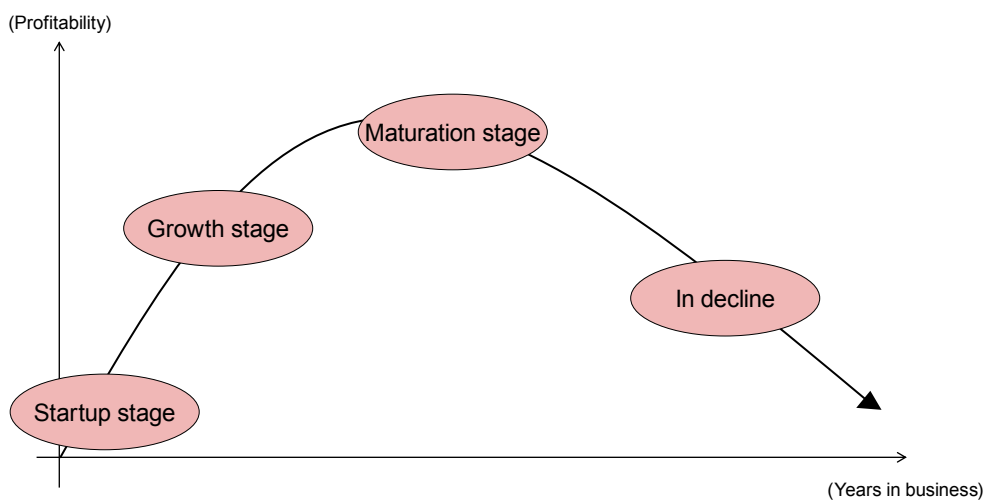 (Profitability)
Maturation stage
Growth stage
In decline
Startup stage
(Years in business)